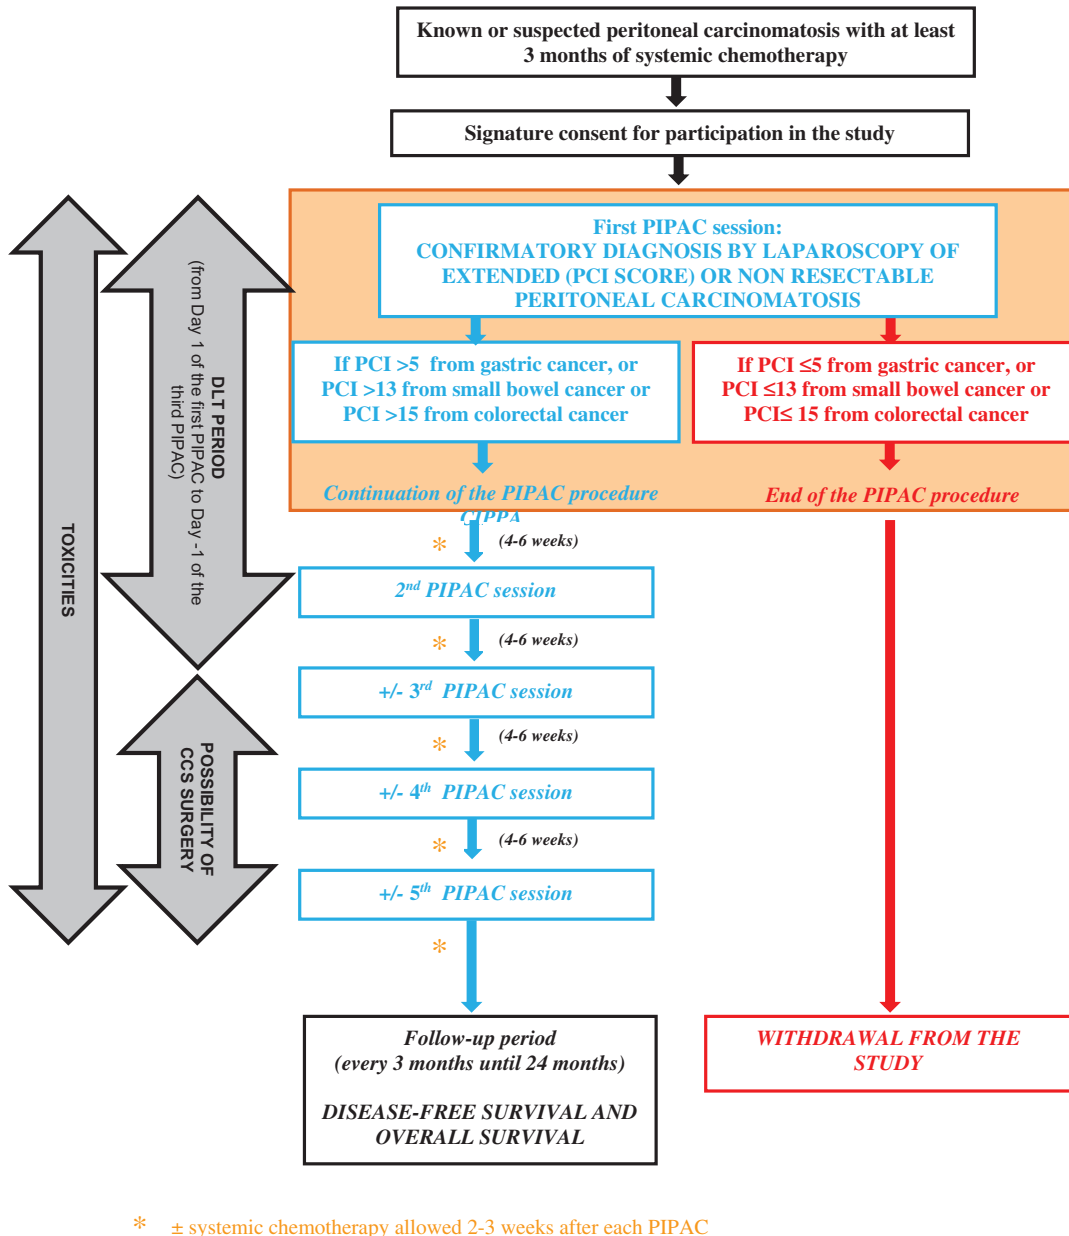 Known or suspected peritoneal carcinomatosis with at least
3 months of systemic chemotherapy
Signature consent for participation in the study
First PIPAC session:
CONFIRMATORY DIAGNOSIS BY LAPAROSCOPY OF
EXTENDED (PCI SCORE) OR NON RESECTABLE
PERITONEAL CARCINOMATOSIS
If PCI >5 from gastric cancer, or
PCI >13 from small bowel cancer or
PCI >15 from colorectal cancer
If PCI ≤5 from gastric cancer, or
PCI ≤13 from small bowel cancer or
PCI≤ 15 from colorectal cancer
Continuation of the PIPAC procedure
CIPPA
End of the PIPAC procedure
* (4-6 weeks)
2nd PIPAC session
* (4-6 weeks)
+/- 3rd PIPAC session
* (4-6 weeks)
+/- 4th PIPAC session
* (4-6 weeks)
+/- 5th PIPAC session
*
Follow-up period
(every 3 months until 24 months)
DISEASE-FREE SURVIVAL AND
OVERALL SURVIVAL
WITHDRAWAL FROM THE
STUDY
TOXICITIES
DLT PERIOD
(from Day 1 of the first PIPAC to Day -1 of the
third PIPAC)
POSSIBILITY OF
CCS SURGERY
* ± systemic chemotherapy allowed 2-3 weeks after each PIPAC